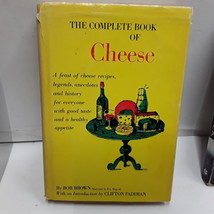 THE COMPLETE BOOK
OF
Cheese
A feast of cheese recipes,
legends, anecdotes
and history
for everyone
with good taste
and a healthy
appetite
By BOB BROWN
With an Introduction by CLIFTON FADIMAN